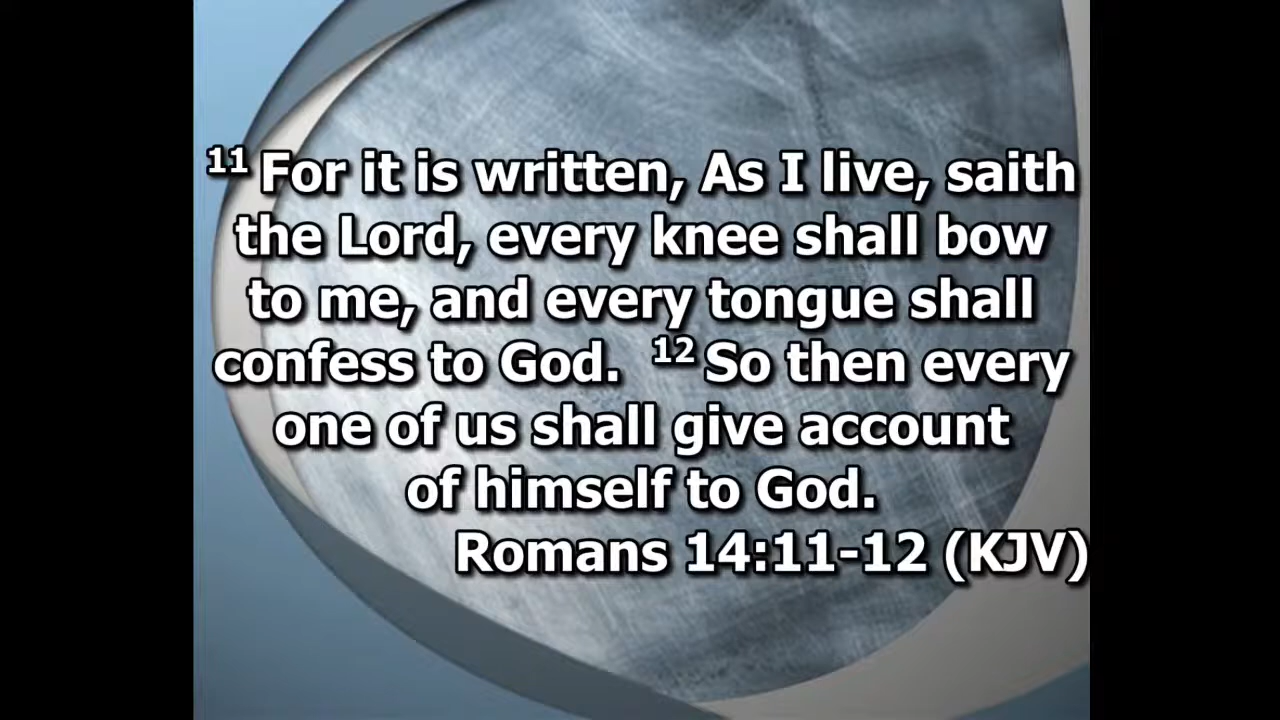 11 For it is written, As I live, saith
the Lord, every knee shall bow
to me, and every tongue shall
confess to God. 12 So then every
one of us shall give account
of himself to God.
Romans 14:11-12 (KJV)